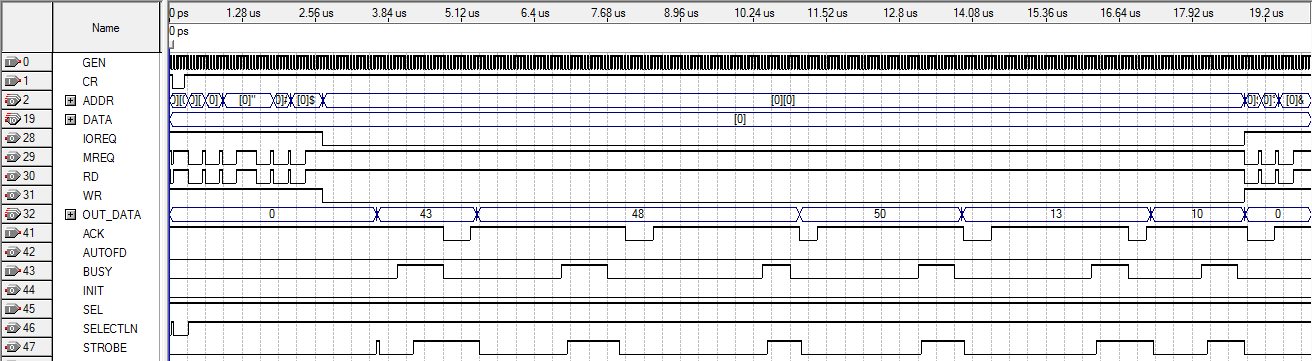 Name
0 ps 1.28 us 2.56 us 3.84 us 5.12 us 6.4 us 7.68 us 8.96 us 10.24 us 11.52 us 12.8 us 14.08 us 15.36 us 16.64 us 17.92 us 19.2 us
0 ps
0 GEN
1 CR
2 ADDR [0]" [0]$ [0][0] [0]&
19 DATA [0]
28 IOREQ
29 MREQ
30 RD
31 WR
32 OUT_DATA 0 43 48 50 13 10 0
41 ACK
42 AUTOFD
43 BUSY
44 INIT
45 SEL
46 SELECTLN
47 STROBE